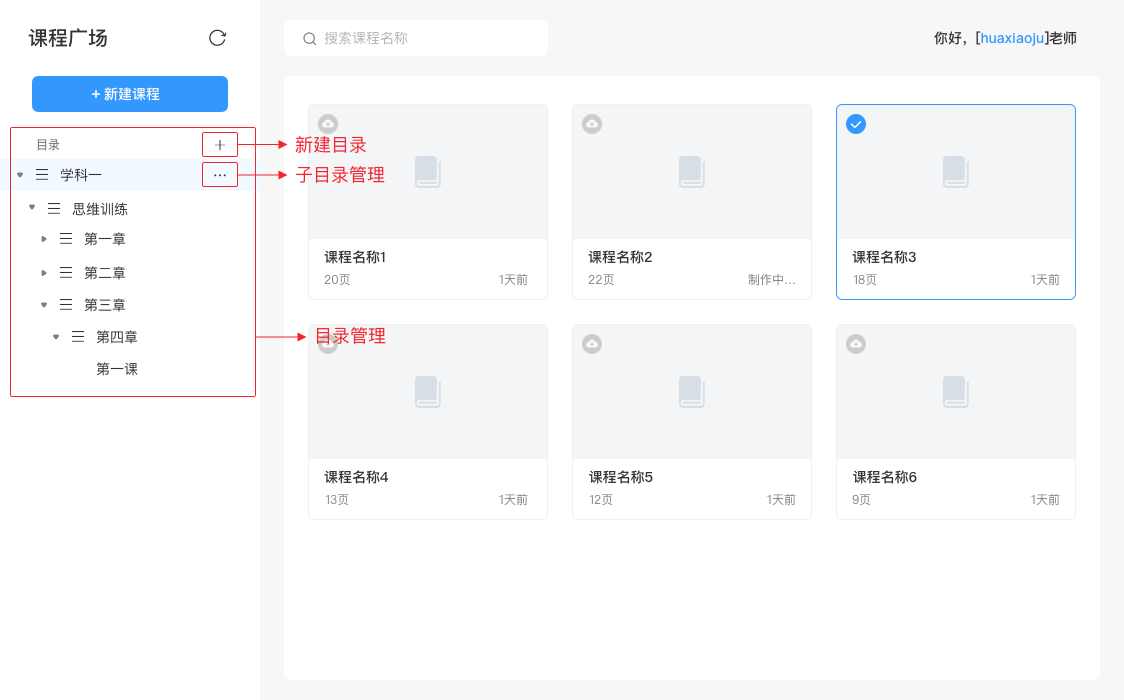 课程广场
+ 新建课程
目录
新建目录
学科一
子目录管理
思维训练
第一章
第二章
第三章
第四章
目录管理
第一课
搜索课程名称
你好，[huaxiaoju]老师
课程名称1
20页 1天前
课程名称2
22页 制作中...
课程名称3
18页 1天前
课程名称4
13页 1天前
课程名称5
12页 1天前
课程名称6
9页 1天前